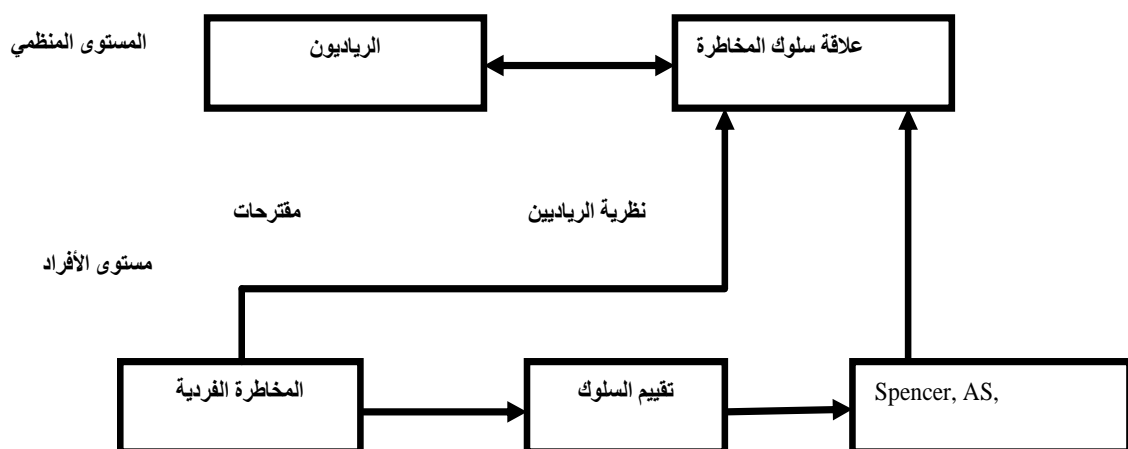 المستوى المنظمي
الرياديون
علاقة سلوك المخاطرة
نظرية الرياديين
مقترحات
مستوى الأفراد
المخاطرة الفردية
تقييم السلوك
Spencer, AS,